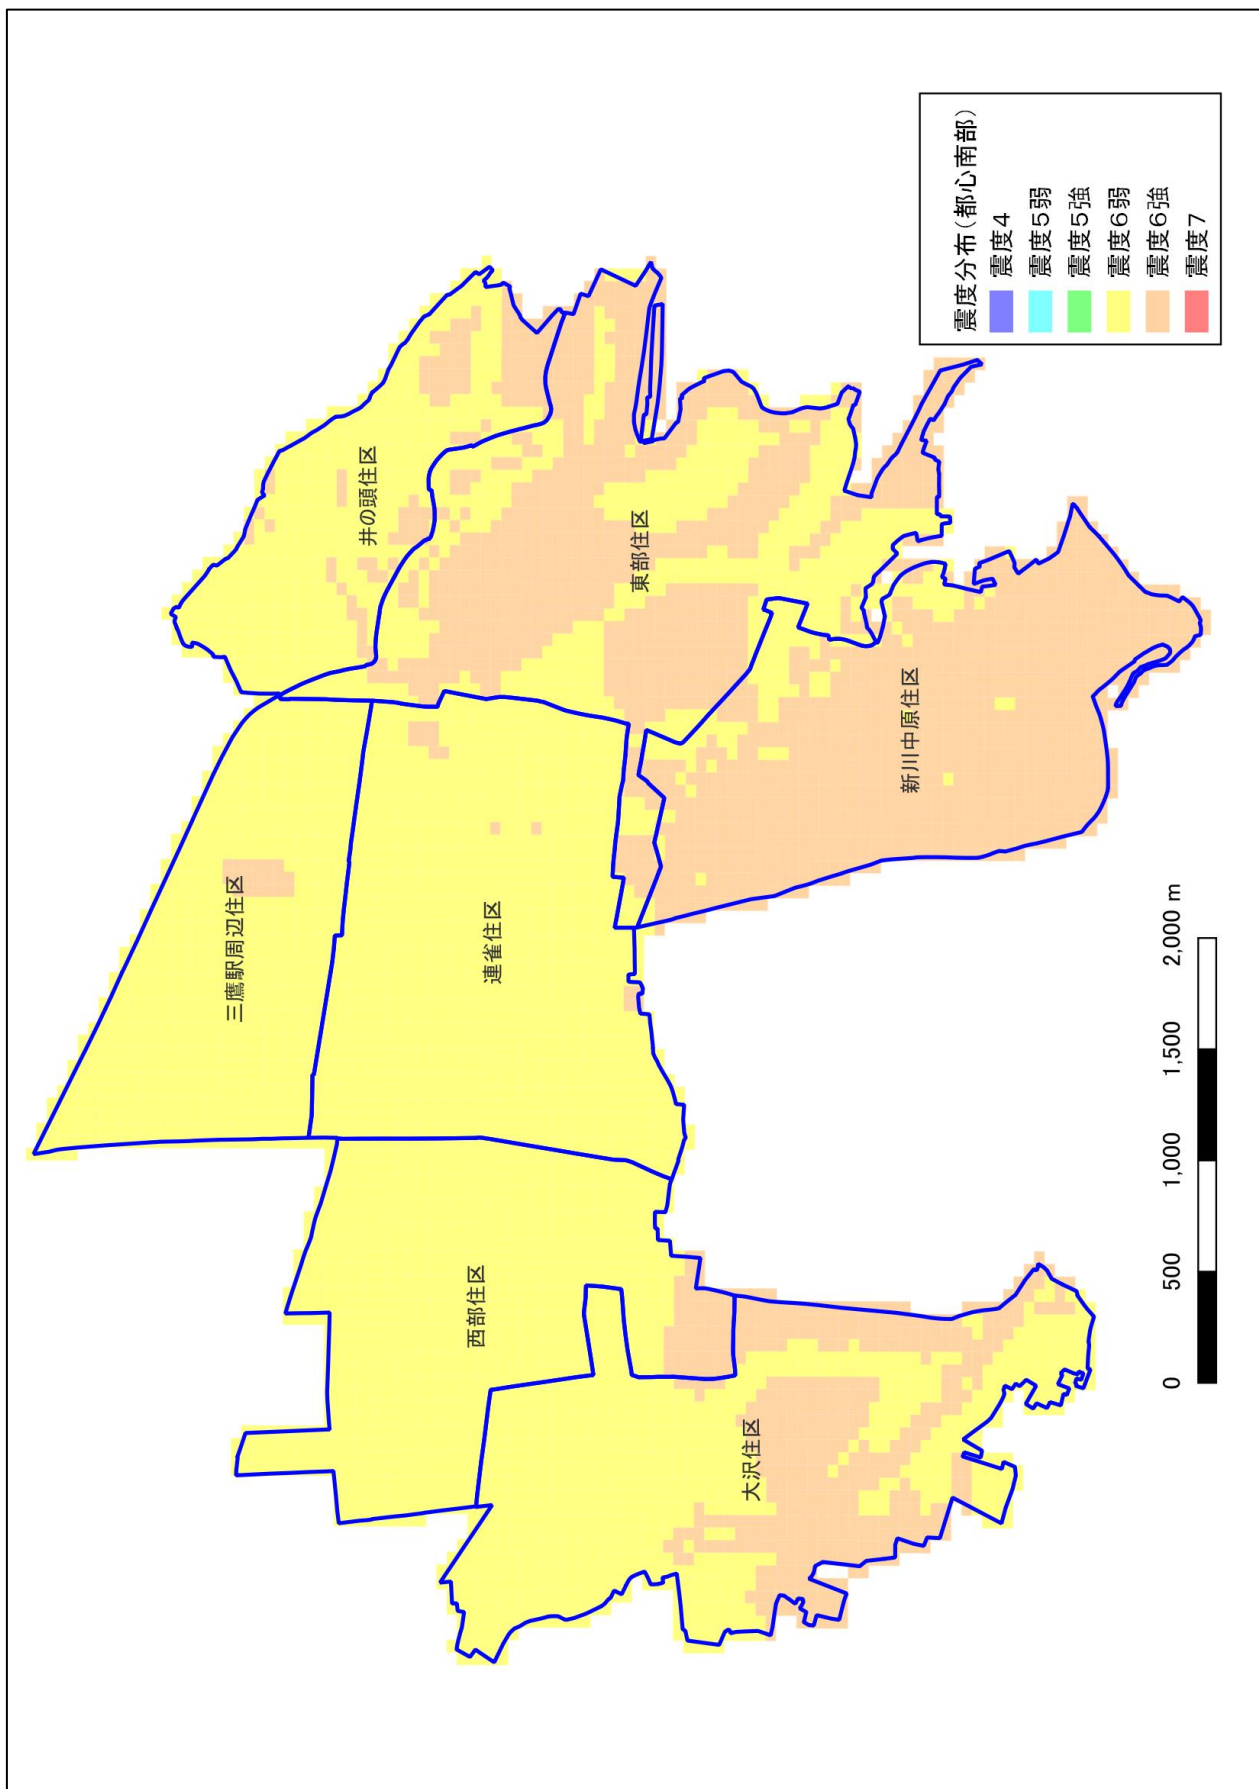 三鷹駅周辺住区
井の頭住区
連雀住区
西部住区
東部住区
大沢住区
新川中原住区
震度分布(都心南部)
震度4
震度5弱
震度5強
震度6弱
震度6強
震度7
0 500 1,000 1,500 2,000 m